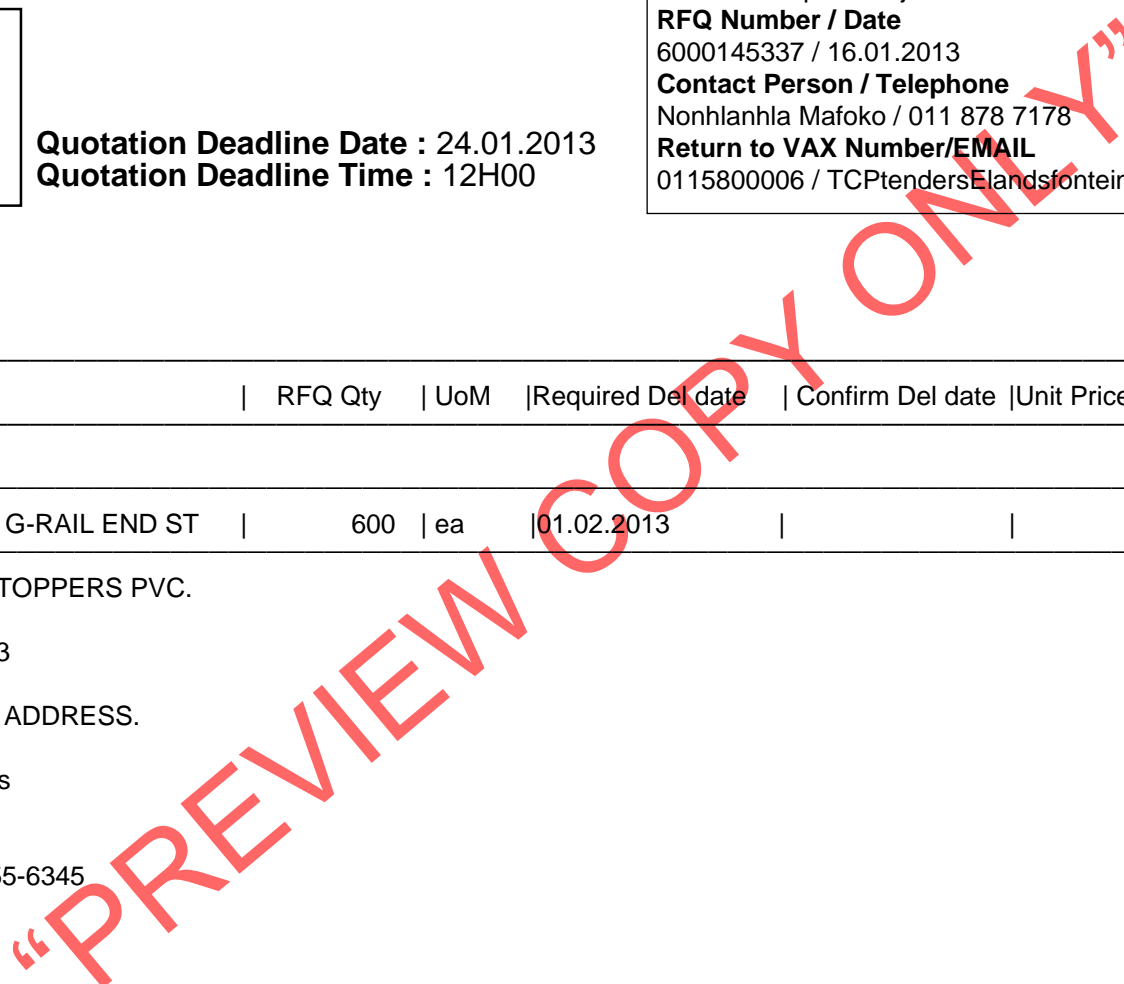 RFQ Number / Date
6000145337 / 16.01.2013
Contact Person / Telephone
Nonhlanhla Mafoko / 011 878 7178
Return to VAX Number/EMAIL
0115800006 / TCPtendersElandsfontein
Quotation Deadline Date : 24.01.2013
Quotation Deadline Time : 12H00
| RFQ Qty | UoM |Required Del date | Confirm Del date |Unit Price
G-RAIL END ST | 600 | ea |01.02.2013 | |
TOPPERS PVC.
3
ADDRESS.
s
5-6345
“PREVIEW COPY ONLY”